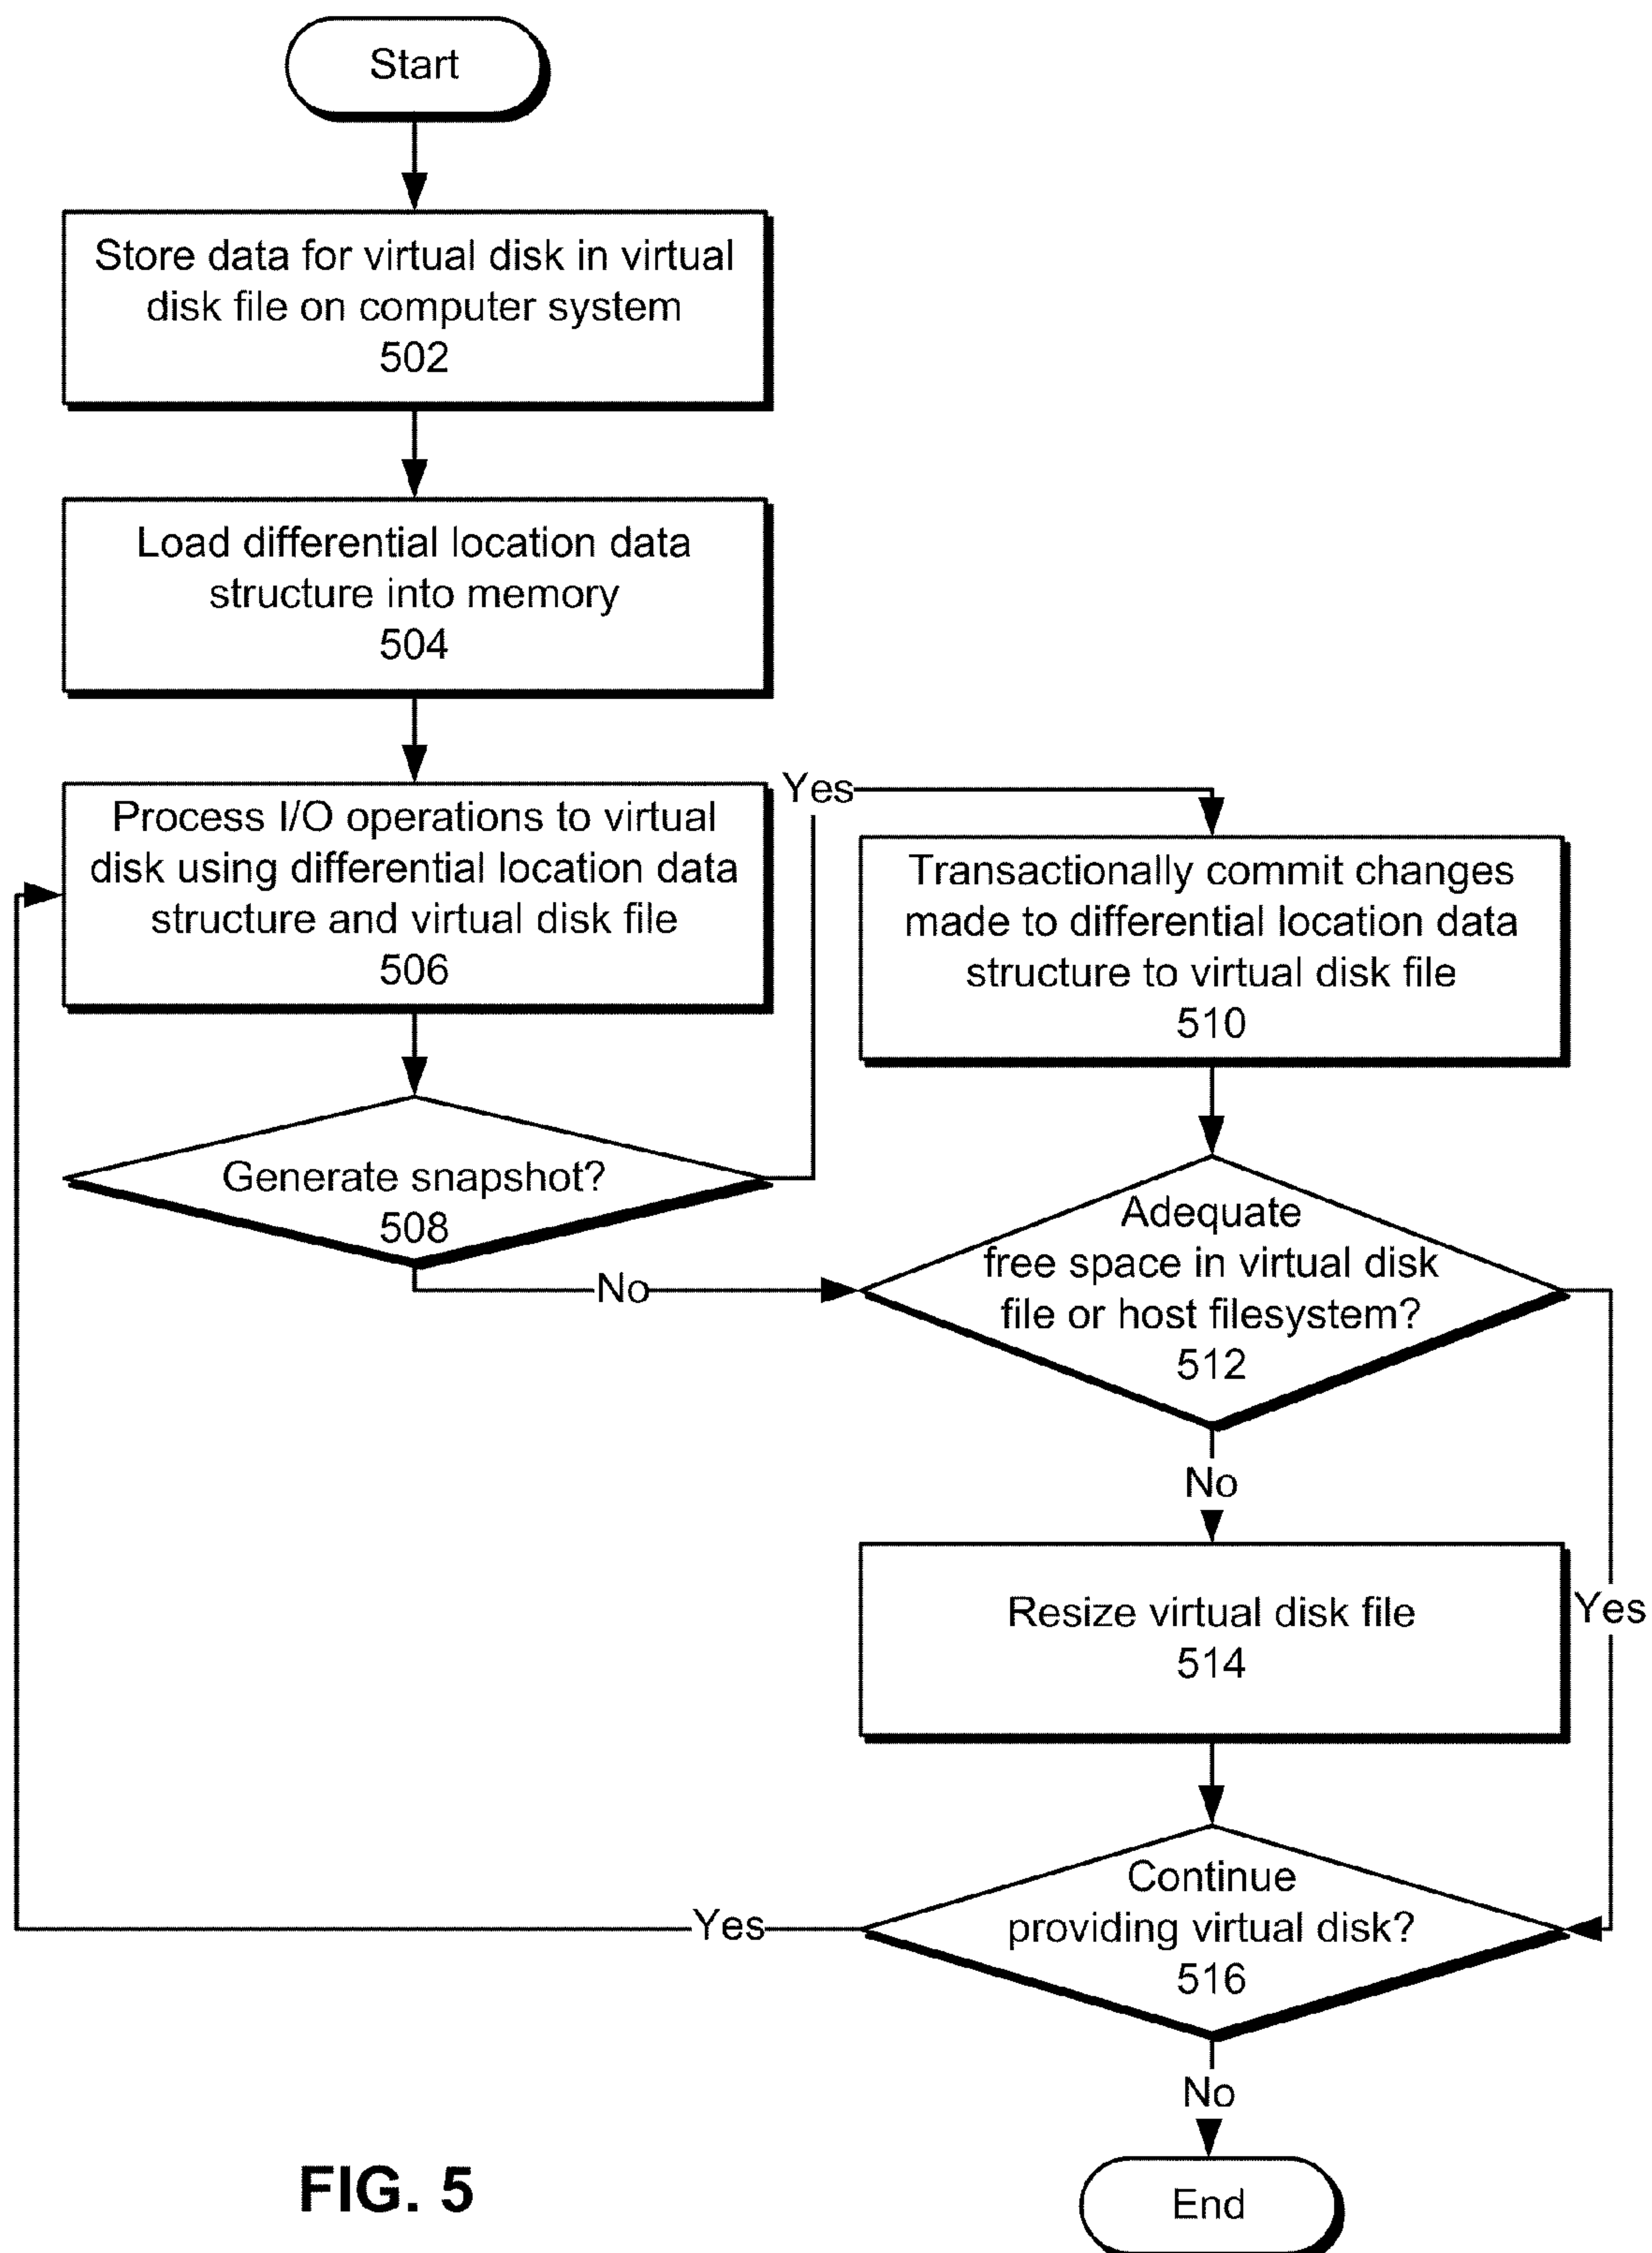 Start
Store data for virtual disk in virtual
disk file on computer system
502
Load differential location data
structure into memory
504
Process I/O operations to virtual
disk using differential location data
structure and virtual disk file
506
Generate snapshot?
508
Yes
No
Transactionally commit changes
made to differential location data
structure to virtual disk file
510
Adequate
free space in virtual disk
file or host filesystem?
512
No
Yes
Resize virtual disk file
514
Continue
providing virtual disk?
516
Yes
No
End
FIG. 5